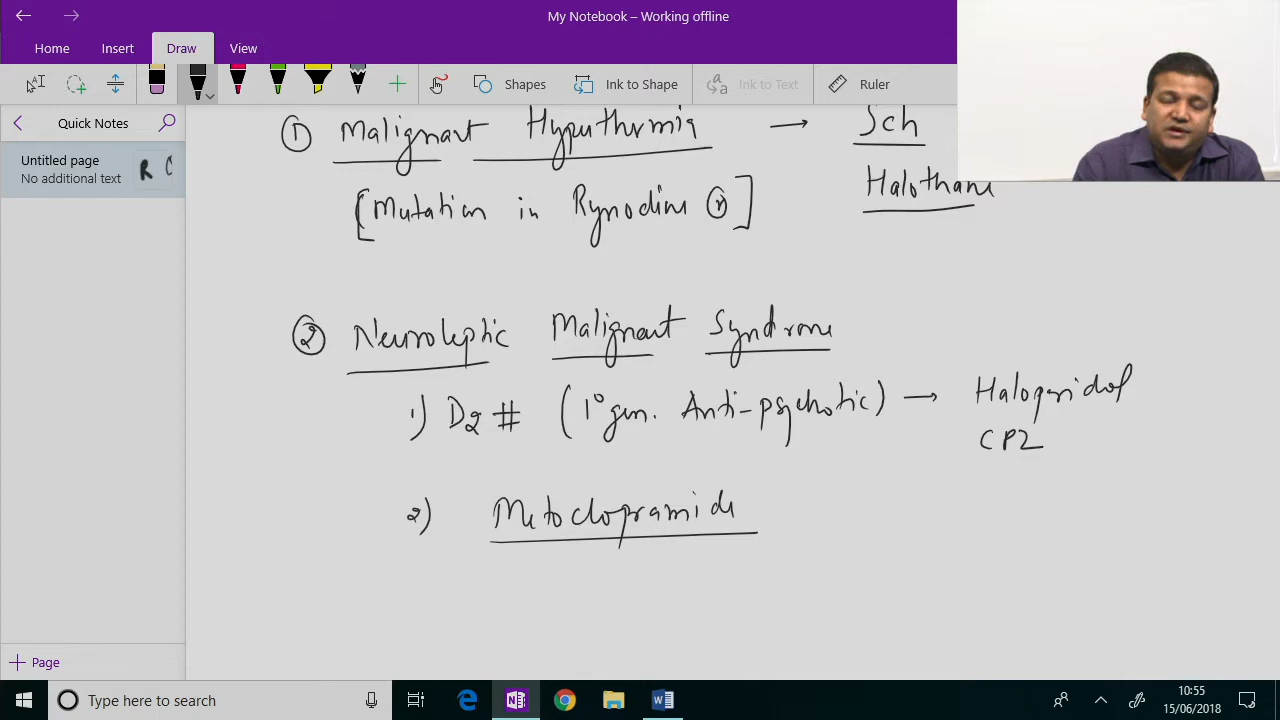 My Notebook – Working offline
Home Insert Draw View
Shapes Ink to Shape Ink to Text Ruler
Quick Notes
Untitled page
No additional text
R
① Malignant Hyputhrmia → Sch
Halothane
[Mutation in Rynodine ⓡ]
② Neuroleptic Malignant Syndrome
1) D2 # (1° gen. Anti-psychotic) → Haloperidol
CPZ
2) Metoclopramide
+ Page
Type here to search
10:55
15/06/2018